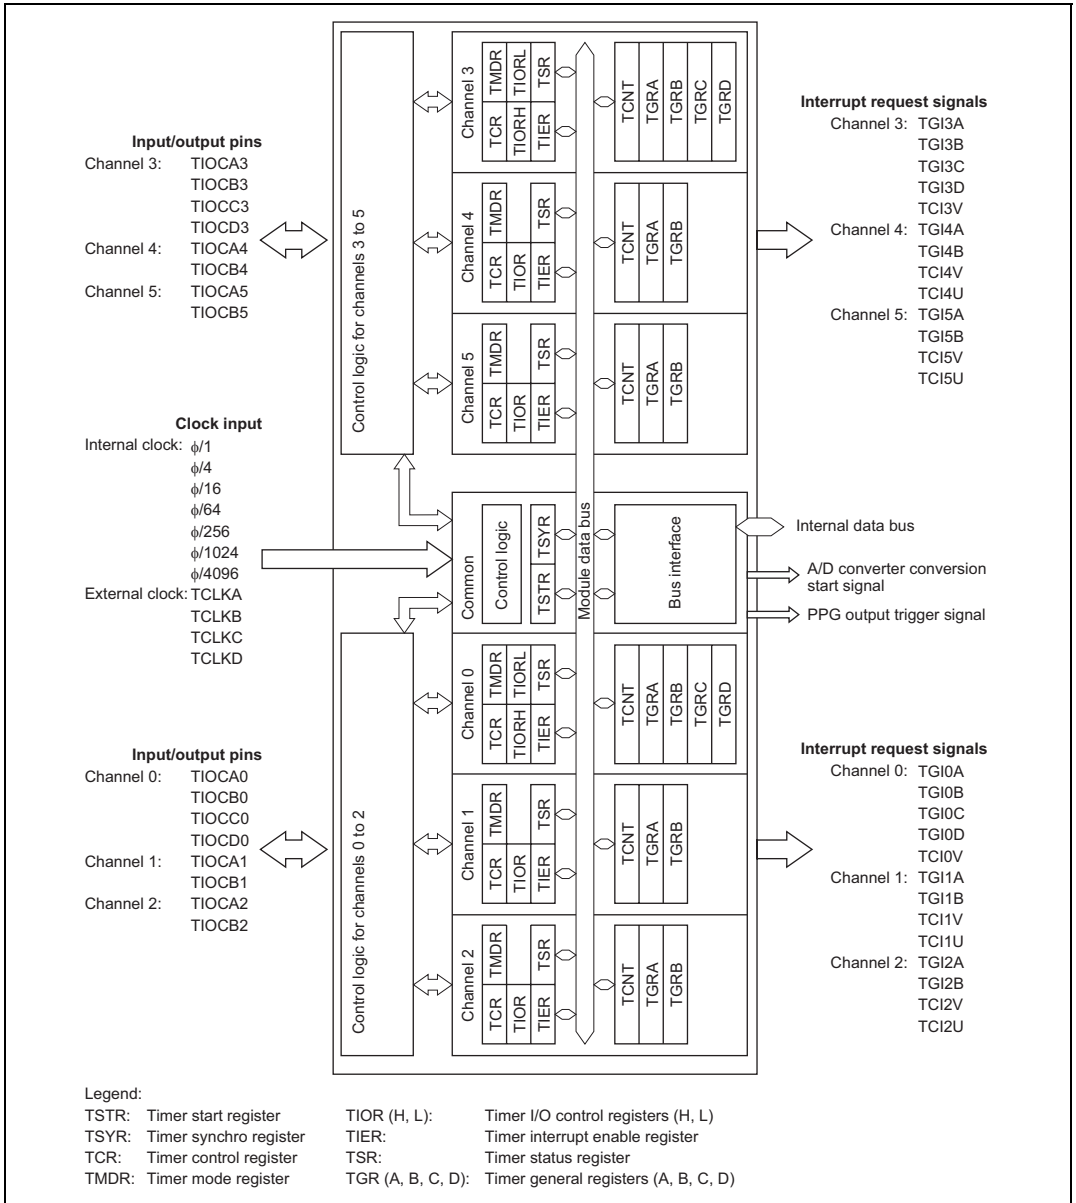 Input/output pins
Channel 3: TIOCA3
TIOCB3
TIOCC3
TIOCD3
Channel 4: TIOCA4
TIOCB4
Channel 5: TIOCA5
TIOCB5
Clock input
Internal clock: ϕ/1
ϕ/4
ϕ/16
ϕ/64
ϕ/256
ϕ/1024
ϕ/4096
External clock: TCLKA
TCLKB
TCLKC
TCLKD
Input/output pins
Channel 0: TIOCA0
TIOCB0
TIOCC0
TIOCD0
Channel 1: TIOCA1
TIOCB1
Channel 2: TIOCA2
TIOCB2
Control logic for channels 3 to 5
Control logic for channels 0 to 2
Channel 3
TCR TMDR
TIORH TIORL
TIER TSR
TCNT
TGRA
TGRB
TGRC
TGRD
Channel 4
TCR TMDR
TIOR
TIER TSR
TCNT
TGRA
TGRB
Channel 5
TCR TMDR
TIOR
TIER TSR
TCNT
TGRA
TGRB
Common
Control logic
TSTR TSYR
Module data bus
Bus interface
Channel 0
TCR TMDR
TIORH TIORL
TIER TSR
TCNT
TGRA
TGRB
TGRC
TGRD
Channel 1
TCR TMDR
TIOR
TIER TSR
TCNT
TGRA
TGRB
Channel 2
TCR TMDR
TIOR
TIER TSR
TCNT
TGRA
TGRB
Interrupt request signals
Channel 3: TGI3A
TGI3B
TGI3C
TGI3D
TCI3V
Channel 4: TGI4A
TGI4B
TCI4V
TCI4U
Channel 5: TGI5A
TGI5B
TCI5V
TCI5U
Internal data bus
A/D converter conversion
start signal
PPG output trigger signal
Interrupt request signals
Channel 0: TGI0A
TGI0B
TGI0C
TGI0D
TCI0V
Channel 1: TGI1A
TGI1B
TCI1V
TCI1U
Channel 2: TGI2A
TGI2B
TCI2V
TCI2U
Legend:
TSTR: Timer start register TIOR (H, L): Timer I/O control registers (H, L)
TSYR: Timer synchro register TIER: Timer interrupt enable register
TCR: Timer control register TSR: Timer status register
TMDR: Timer mode register TGR (A, B, C, D): Timer general registers (A, B, C, D)